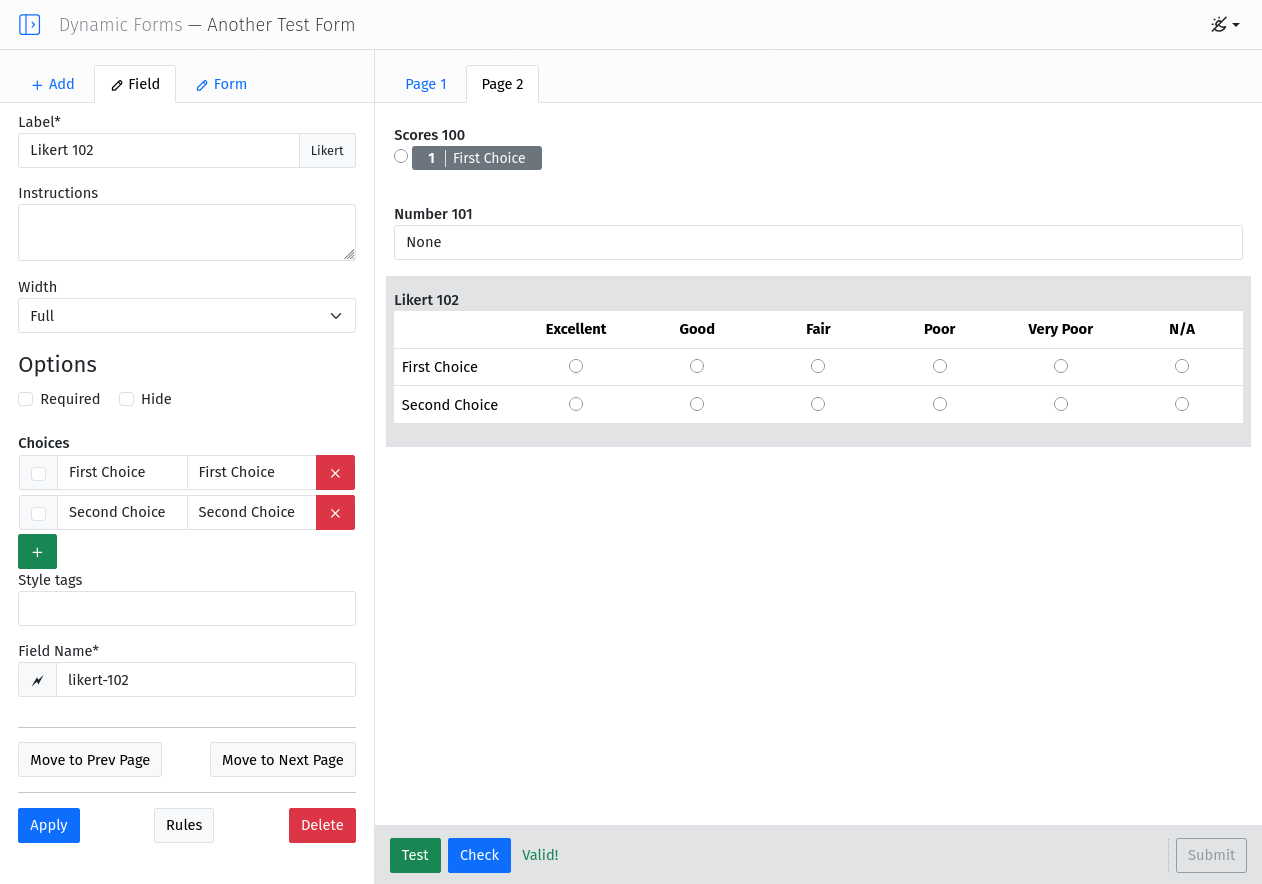 Dynamic Forms — Another Test Form
Add
Field
Form
Page 1
Page 2
Label*
Likert 102
Likert
Instructions
Width
Full
Options
Required
Hide
Choices
First Choice
First Choice
Second Choice
Second Choice
Style tags
Field Name*
likert-102
Move to Prev Page
Move to Next Page
Apply
Rules
Delete
Scores 100
1 First Choice
Number 101
None
Likert 102
Excellent Good Fair Poor Very Poor N/A
First Choice
Second Choice
Test
Check
Valid!
Submit